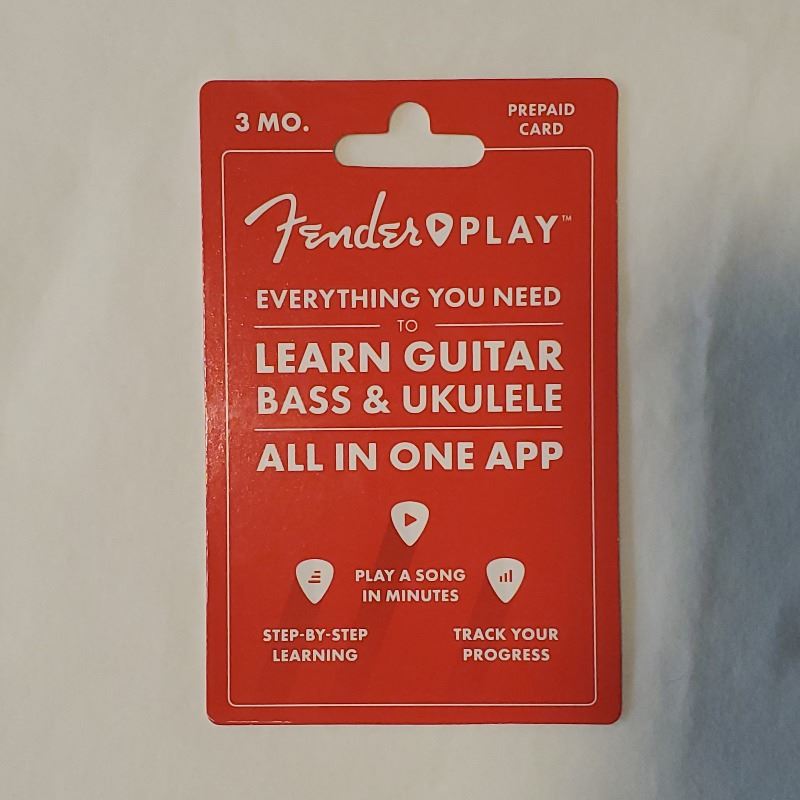 3 MO.
PREPAID
CARD
Fender PLAY™
EVERYTHING YOU NEED
TO
LEARN GUITAR
BASS & UKULELE
ALL IN ONE APP
PLAY A SONG
IN MINUTES
STEP-BY-STEP
LEARNING
TRACK YOUR
PROGRESS